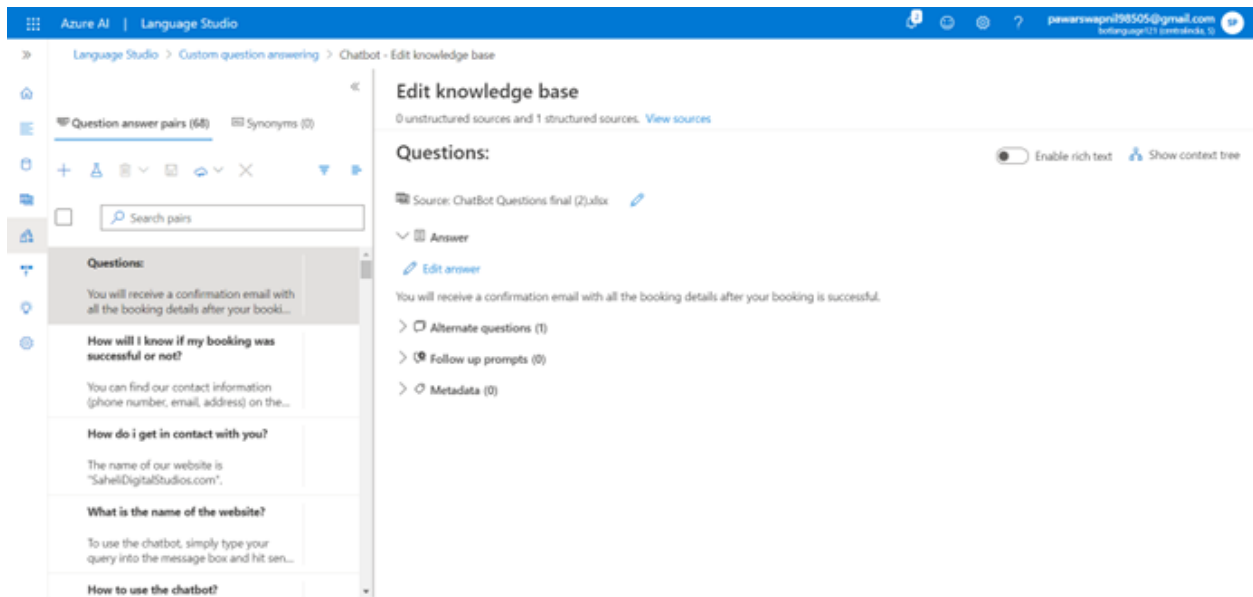 Azure AI | Language Studio
2
?
pawarswapnil98505@gmail.com
botlanguage121 (centralindia, S)
SP
Language Studio > Custom question answering > Chatbot - Edit knowledge base
Question answer pairs (68)
Synonyms (0)
Search pairs
Questions:
You will receive a confirmation email with
all the booking details after your booki...
How will I know if my booking was
successful or not?
You can find our contact information
(phone number, email, address) on the...
How do i get in contact with you?
The name of our website is
"SaheliDigitalStudios.com".
What is the name of the website?
To use the chatbot, simply type your
query into the message box and hit sen...
How to use the chatbot?
Edit knowledge base
0 unstructured sources and 1 structured sources. View sources
Questions:
Enable rich text
Show context tree
Source: ChatBot Questions final (2).xlsx
Answer
Edit answer
You will receive a confirmation email with all the booking details after your booking is successful.
Alternate questions (1)
Follow up prompts (0)
Metadata (0)